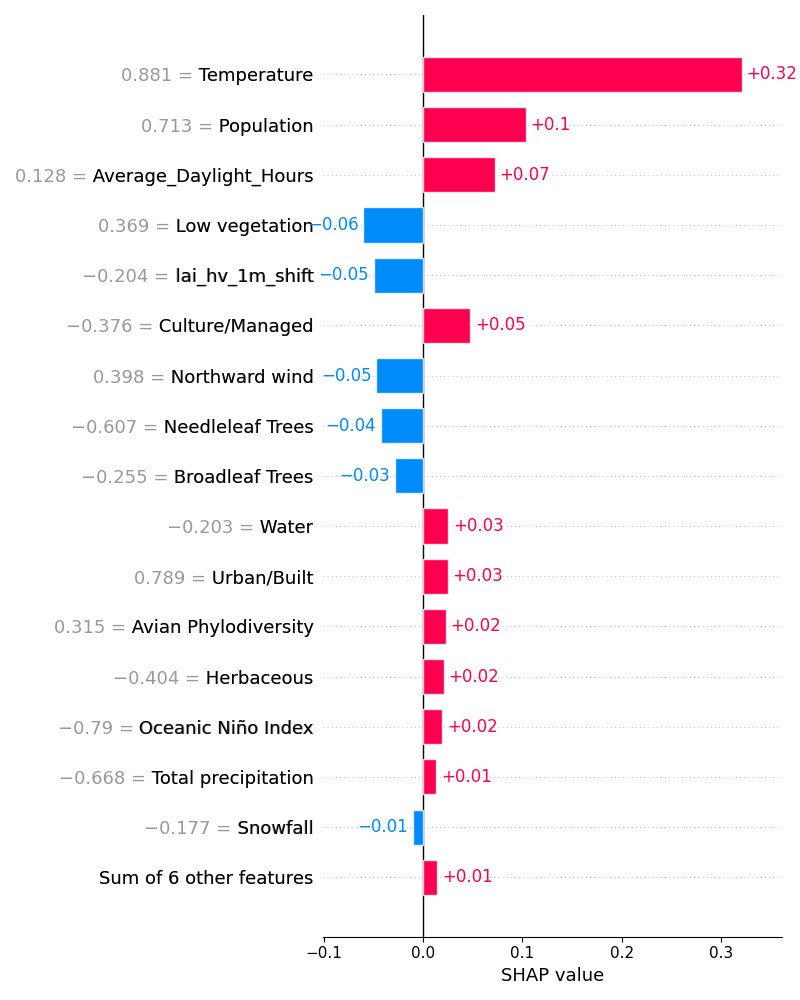 0.881 = Temperature +0.32
0.713 = Population +0.1
0.128 = Average_Daylight_Hours +0.07
0.369 = Low vegetation −0.06
−0.204 = lai_hv_1m_shift −0.05
−0.376 = Culture/Managed +0.05
0.398 = Northward wind −0.05
−0.607 = Needleleaf Trees −0.04
−0.255 = Broadleaf Trees −0.03
−0.203 = Water +0.03
0.789 = Urban/Built +0.03
0.315 = Avian Phylodiversity +0.02
−0.404 = Herbaceous +0.02
−0.79 = Oceanic Niño Index +0.02
−0.668 = Total precipitation +0.01
−0.177 = Snowfall −0.01
Sum of 6 other features +0.01
−0.1 0.0 0.1 0.2 0.3
SHAP value